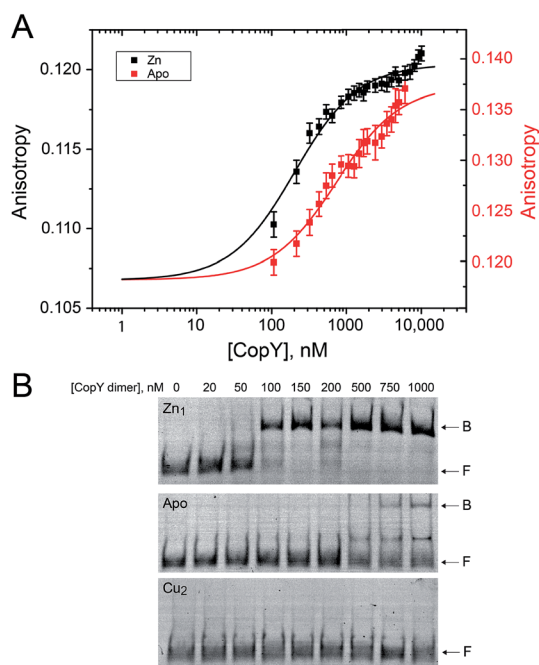 A
Zn
Apo
Anisotropy
0.120
0.115
0.110
0.105
0.140
0.135
0.130
0.125
0.120
Anisotropy
1 10 100 1000 10,000
[CopY], nM
B
[CopY dimer], nM 0 20 50 100 150 200 500 750 1000
Zn1
B
F
Apo
B
F
Cu2
F